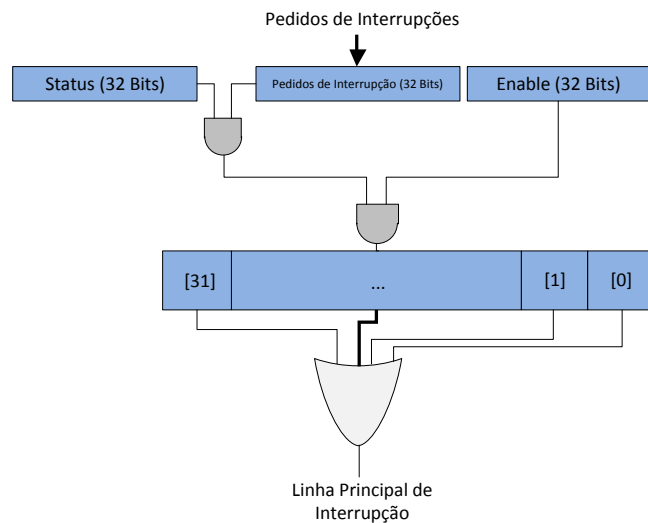 Pedidos de Interrupções
Status (32 Bits)
Pedidos de Interrupção (32 Bits)
Enable (32 Bits)
[31]
...
[1]
[0]
Linha Principal de
Interrupção